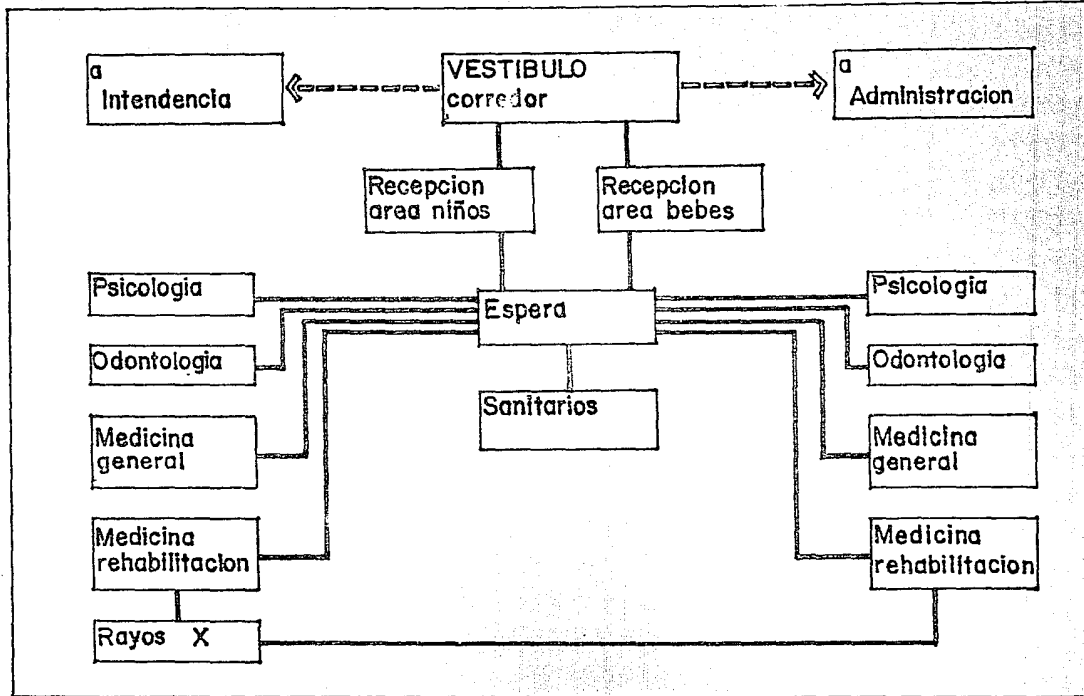 a
Intendencia
VESTIBULO
corredor
a
Administracion
Recepcion
area niños
Recepcion
area bebes
Psicologia
Espera
Psicologia
Odontologia
Odontologia
Sanitarios
Medicina
general
Medicina
general
Medicina
rehabilitacion
Medicina
rehabilitacion
Rayos X